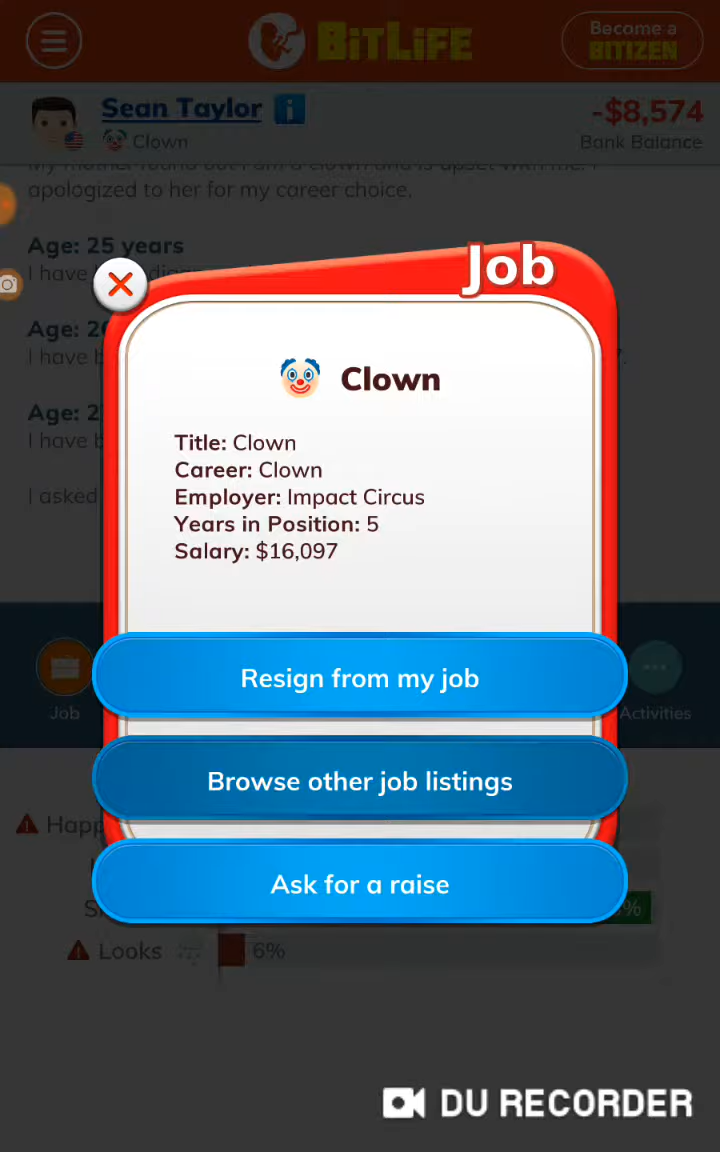 Become a
BITLIFE
BITIZEN
Sean Taylor i
-$8,574
Clown
Bank Balance
apologized to her for my career choice.
Age: 25 years
I have
Job
Age: 2
I have b
Clown
Age: 2
I have b
Title: Clown
Career: Clown
I asked
Employer: Impact Circus
Years in Position: 5
Salary: $16,097
Resign from my job
Job
Activities
Browse other job listings
Happ
Ask for a raise
%
Looks
6%
DU RECORDER